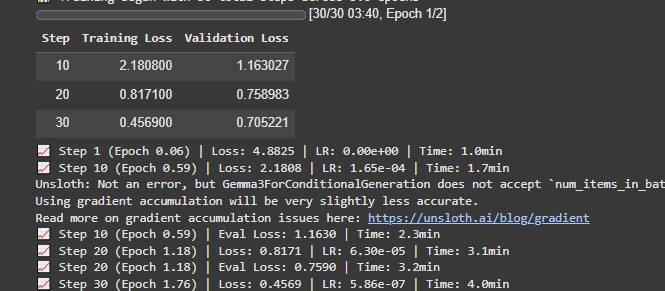 [30/30 03:40, Epoch 1/2]
Step Training Loss Validation Loss
10 2.180800 1.163027
20 0.817100 0.758983
30 0.456900 0.705221
📈 Step 1 (Epoch 0.06) | Loss: 4.8825 | LR: 0.00e+00 | Time: 1.0min
📈 Step 10 (Epoch 0.59) | Loss: 2.1808 | LR: 1.65e-04 | Time: 1.7min
Unsloth: Not an error, but Gemma3ForConditionalGeneration does not accept `num_items_in_bat
Using gradient accumulation will be very slightly less accurate.
Read more on gradient accumulation issues here: https://unsloth.ai/blog/gradient
📈 Step 10 (Epoch 0.59) | Eval Loss: 1.1630 | Time: 2.3min
📈 Step 20 (Epoch 1.18) | Loss: 0.8171 | LR: 6.30e-05 | Time: 3.1min
📈 Step 20 (Epoch 1.18) | Eval Loss: 0.7590 | Time: 3.2min
📈 Step 30 (Epoch 1.76) | Loss: 0.4569 | LR: 5.86e-07 | Time: 4.0min